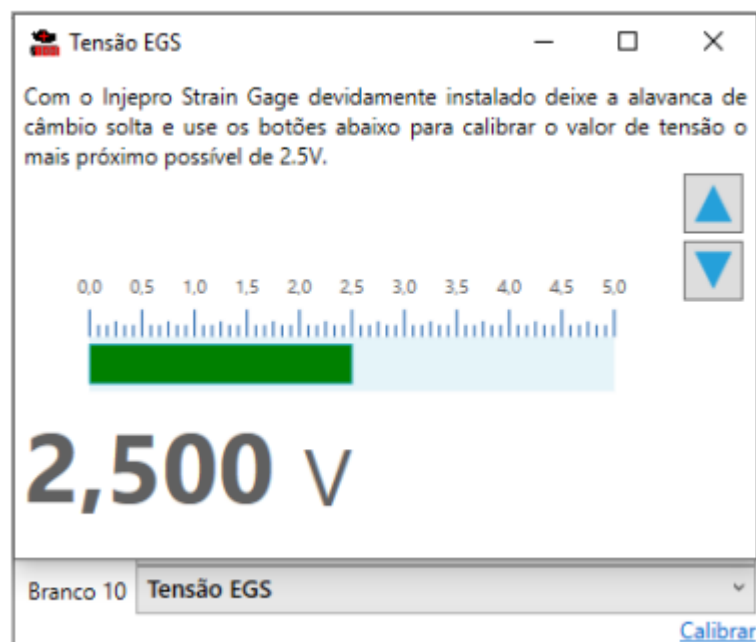 Tensão EGS
Com o Injepro Strain Gage devidamente instalado deixe a alavanca de
câmbio solta e use os botões abaixo para calibrar o valor de tensão o
mais próximo possível de 2.5V.
0,0 0,5 1,0 1,5 2,0 2,5 3,0 3,5 4,0 4,5 5,0
2,500 V
Branco 10 Tensão EGS
Calibrar